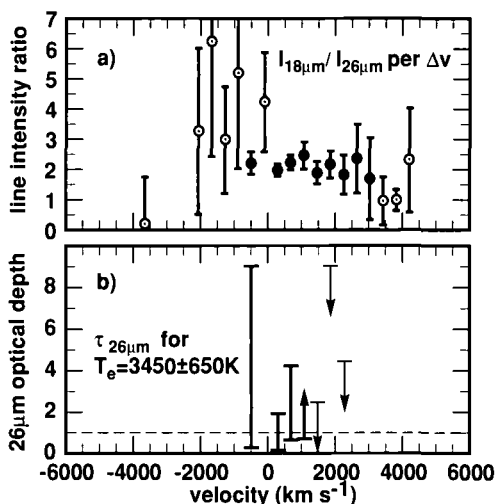 a)
I18μm/ I26μm per Δv
line intensity ratio
7
6
5
4
3
2
1
0
b)
τ26μm for
Te=3450±650K
26μm optical depth
8
6
4
2
0
-6000 -4000 -2000 0 2000 4000 6000
velocity (km s-1)